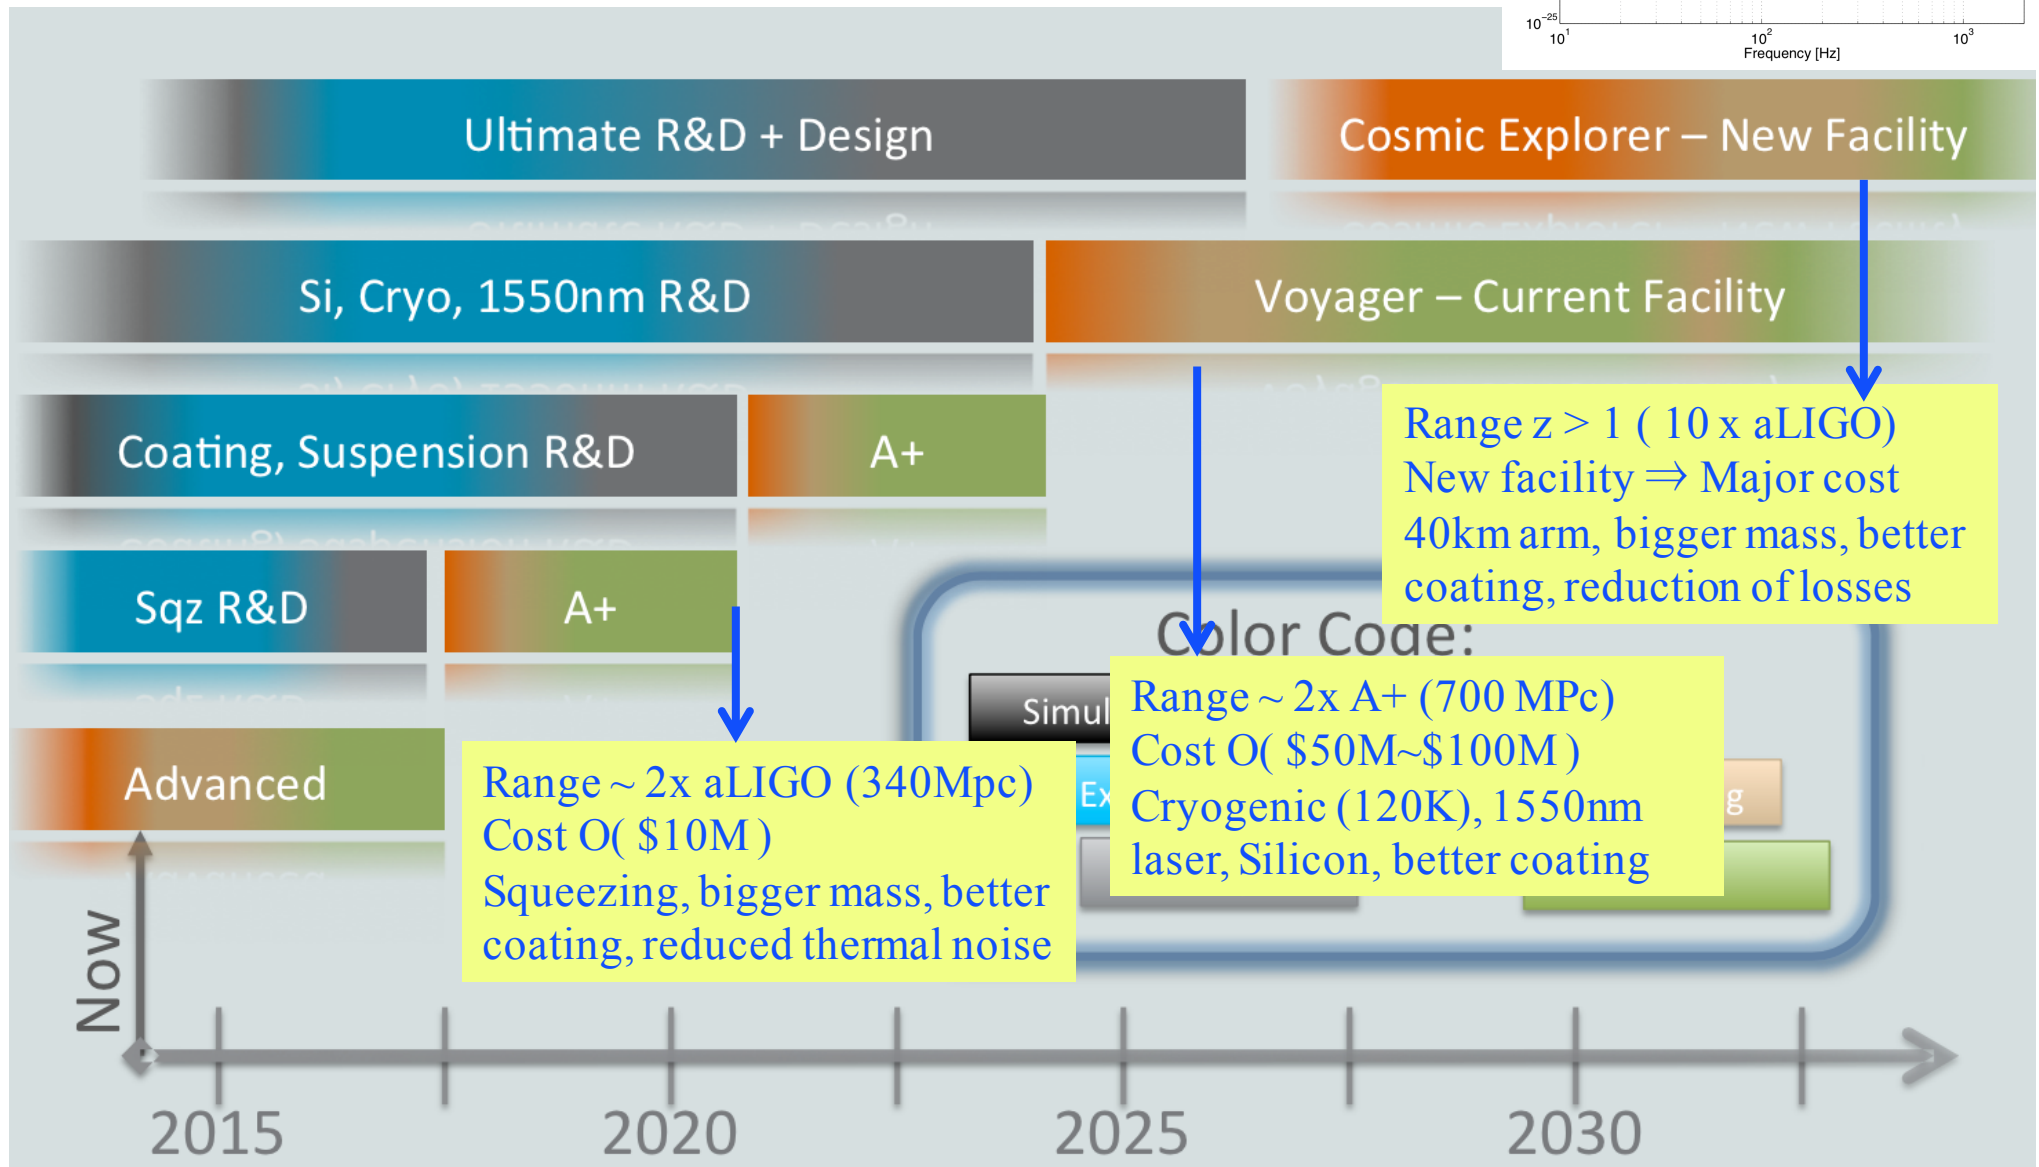 10⁻²⁵
10¹ 10² 10³
Frequency [Hz]
Ultimate R&D + Design
Cosmic Explorer – New Facility
Si, Cryo, 1550nm R&D
Voyager – Current Facility
Coating, Suspension R&D
A+
Range z > 1 ( 10 x aLIGO)
New facility ⇒ Major cost
40km arm, bigger mass, better
coating, reduction of losses
Sqz R&D
A+
Color Code:
Simul
Range ~ 2x A+ (700 MPc)
Cost O( $50M~$100M )
Cryogenic (120K), 1550nm
laser, Silicon, better coating
Ex
g
Advanced
Range ~ 2x aLIGO (340Mpc)
Cost O( $10M )
Squeezing, bigger mass, better
coating, reduced thermal noise
Now
2015 2020 2025 2030